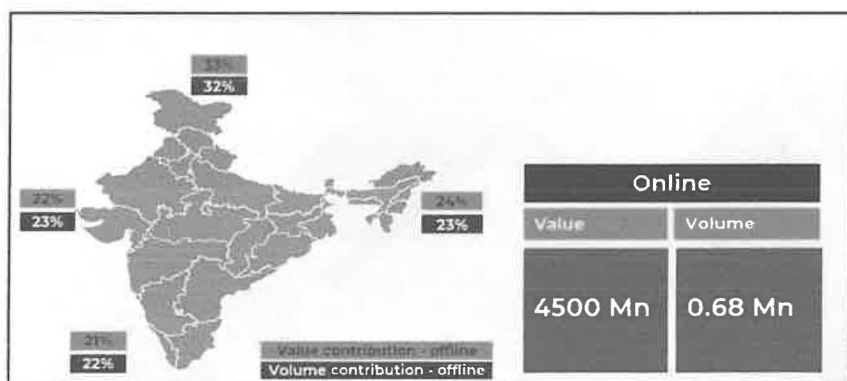 33%
32%
22%
23%
24%
23%
21%
22%
Value contribution - offline
Volume contribution - offline
Online
Value Volume
4500 Mn 0.68 Mn